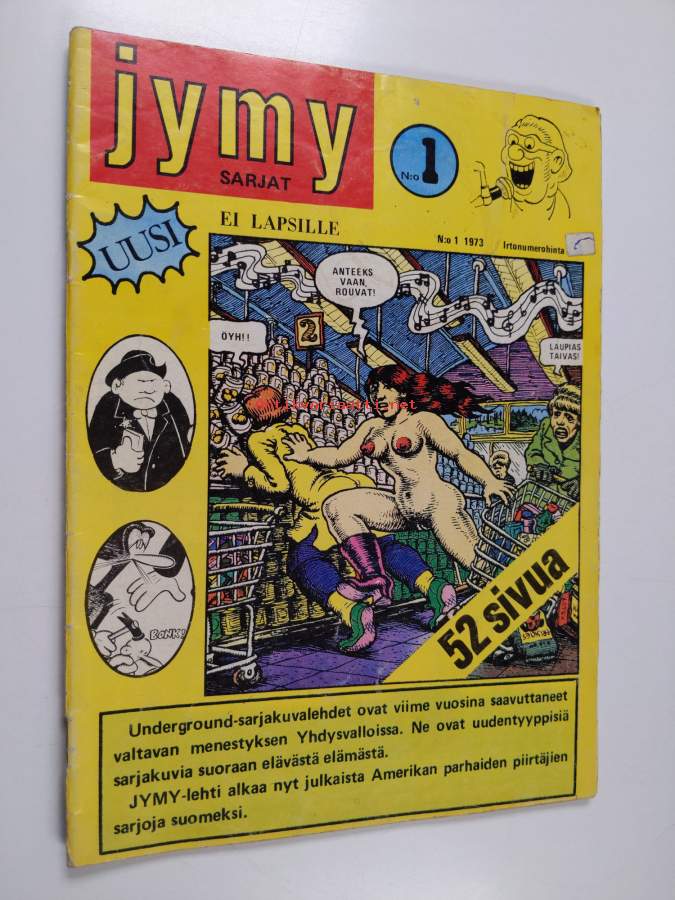 jymy
SARJAT
N:o 1
UUSI
EI LAPSILLE
N:o 1 1973
Irtonumerohinta
ANTEEKS
VAAN,
ROUVAT!
ÖYH!!
2
LAUPIAS
TAIVAS!
BONK!
52 sivua
Underground-sarjakuvalehdet ovat viime vuosina saavuttaneet
valtavan menestyksen Yhdysvalloissa. Ne ovat uudentyyppisiä
sarjakuvia suoraan elävästä elämästä.
JYMY-lehti alkaa nyt julkaista Amerikan parhaiden piirtäjien
sarjoja suomeksi.